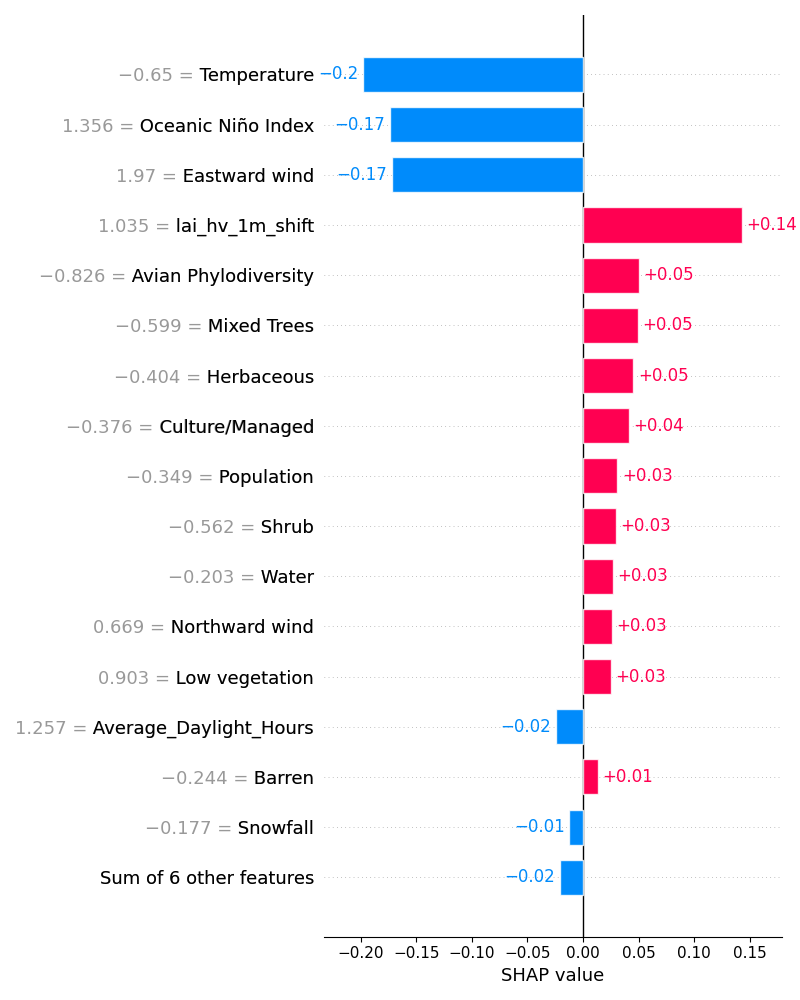 −0.65 = Temperature −0.2
1.356 = Oceanic Niño Index −0.17
1.97 = Eastward wind −0.17
1.035 = lai_hv_1m_shift +0.14
−0.826 = Avian Phylodiversity +0.05
−0.599 = Mixed Trees +0.05
−0.404 = Herbaceous +0.05
−0.376 = Culture/Managed +0.04
−0.349 = Population +0.03
−0.562 = Shrub +0.03
−0.203 = Water +0.03
0.669 = Northward wind +0.03
0.903 = Low vegetation +0.03
1.257 = Average_Daylight_Hours −0.02
−0.244 = Barren +0.01
−0.177 = Snowfall −0.01
Sum of 6 other features −0.02
−0.20 −0.15 −0.10 −0.05 0.00 0.05 0.10 0.15
SHAP value